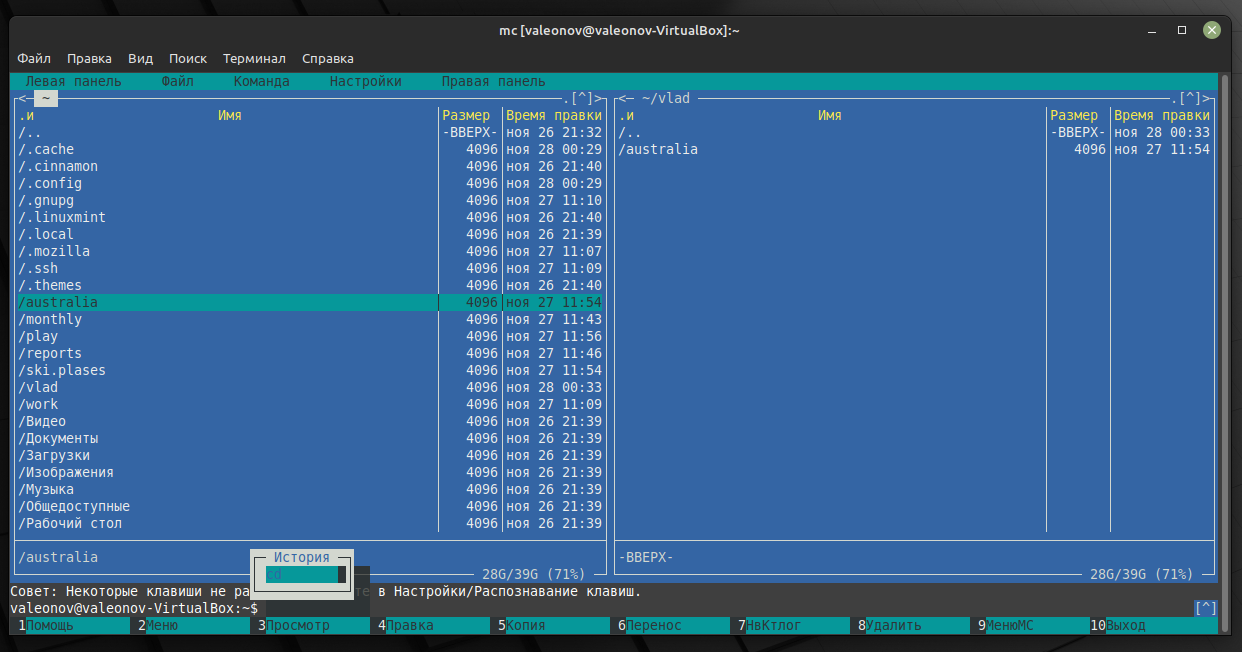 mc [valeonov@valeonov-VirtualBox]:~
Файл Правка Вид Поиск Терминал Справка
Левая панель Файл Команда Настройки Правая панель
<─ ~ .[^]> <─ ~/vlad .[^]>
.и Имя Размер Время правки .и Имя Размер Время правки
/.. -ВВЕРХ- ноя 26 21:32 /.. -ВВЕРХ- ноя 28 00:33
/.cache 4096 ноя 28 00:29 /australia 4096 ноя 27 11:54
/.cinnamon 4096 ноя 26 21:40
/.config 4096 ноя 28 00:29
/.gnupg 4096 ноя 27 11:10
/.linuxmint 4096 ноя 26 21:40
/.local 4096 ноя 26 21:39
/.mozilla 4096 ноя 27 11:07
/.ssh 4096 ноя 27 11:09
/.themes 4096 ноя 26 21:40
/australia 4096 ноя 27 11:54
/monthly 4096 ноя 27 11:43
/play 4096 ноя 27 11:56
/reports 4096 ноя 27 11:46
/ski.plases 4096 ноя 27 11:54
/vlad 4096 ноя 28 00:33
/work 4096 ноя 27 11:09
/Видео 4096 ноя 26 21:39
/Документы 4096 ноя 26 21:39
/Загрузки 4096 ноя 26 21:39
/Изображения 4096 ноя 26 21:39
/Музыка 4096 ноя 26 21:39
/Общедоступные 4096 ноя 26 21:39
/Рабочий стол 4096 ноя 26 21:39
/australia -ВВЕРХ-
История
cd
28G/39G (71%) 28G/39G (71%)
Совет: Некоторые клавиши не ра те в Настройки/Распознавание клавиш.
valeonov@valeonov-VirtualBox:~$ [^]
1Помощь 2Меню 3Просмотр 4Правка 5Копия 6Перенос 7НвКтлог 8Удалить 9МенюМС 10Выход